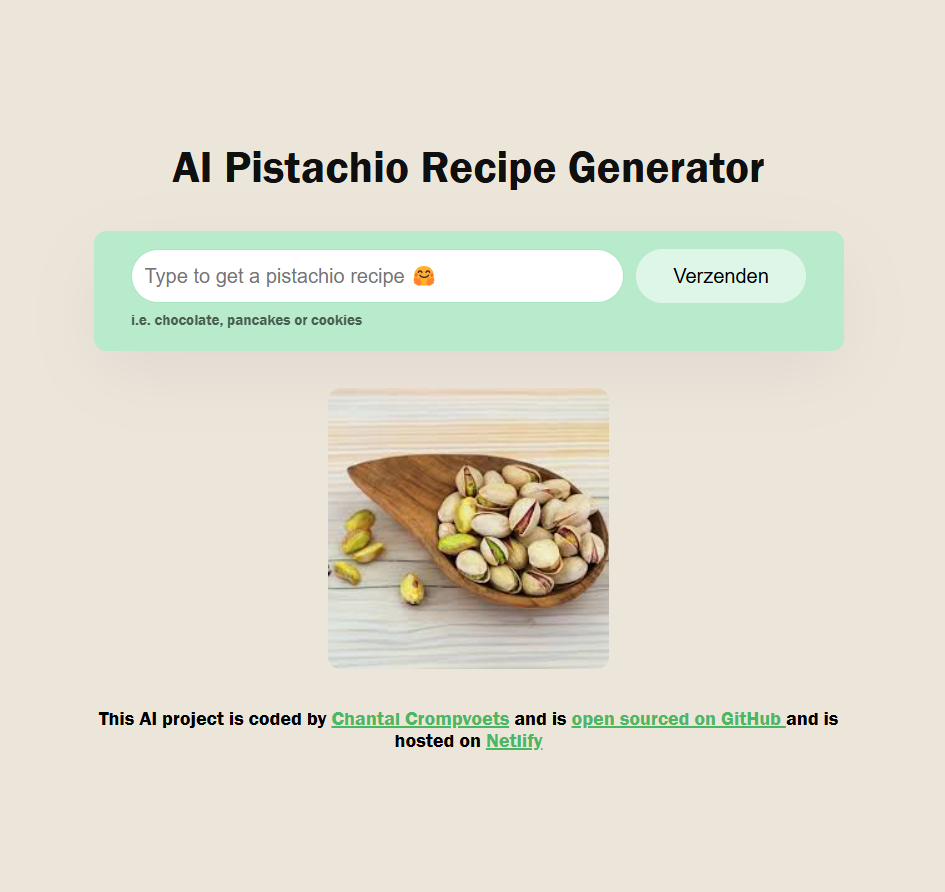 AI Pistachio Recipe Generator
Type to get a pistachio recipe 🤗
Verzenden
i.e. chocolate, pancakes or cookies
This AI project is coded by Chantal Crompvoets and is open sourced on GitHub and is
hosted on Netlify